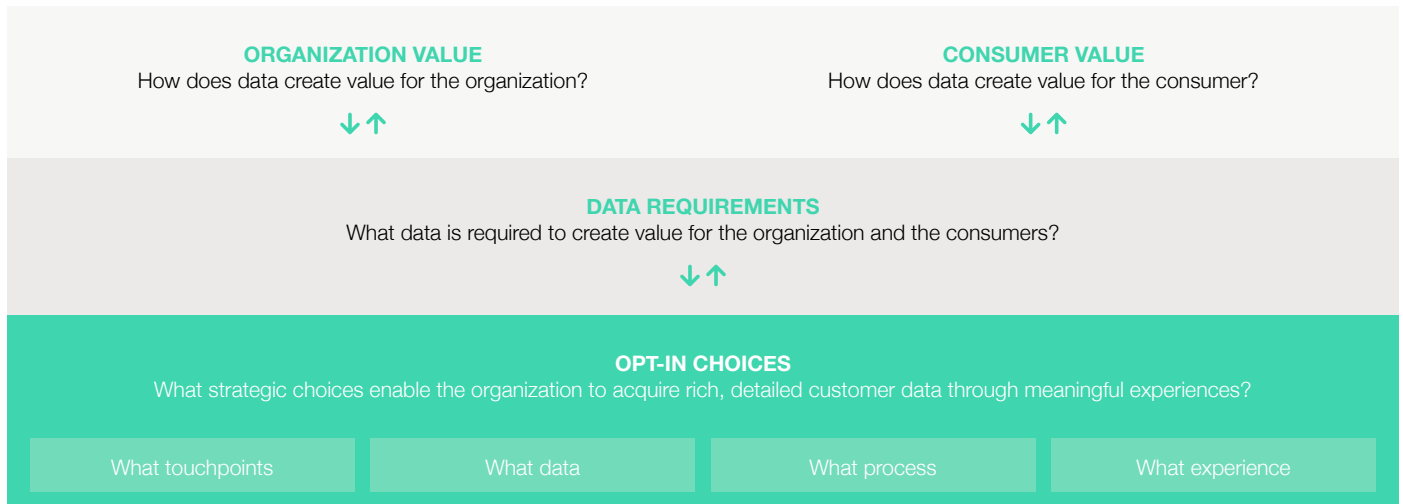 ORGANIZATION VALUE
How does data create value for the organization?
CONSUMER VALUE
How does data create value for the consumer?
DATA REQUIREMENTS
What data is required to create value for the organization and the consumers?
OPT-IN CHOICES
What strategic choices enable the organization to acquire rich, detailed customer data through meaningful experiences?
What touchpoints
What data
What process
What experience